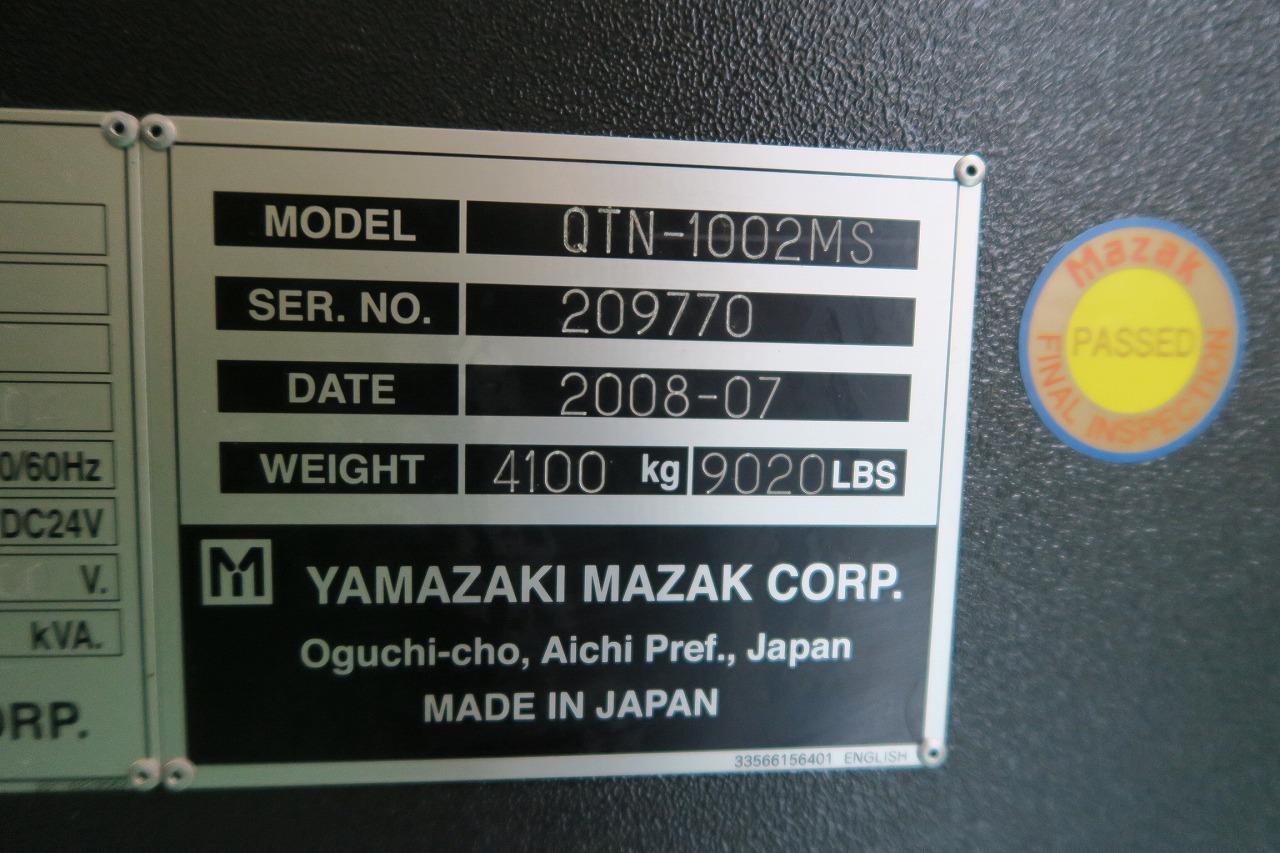 MODEL QTN-1002MS
SER. NO. 209770
DATE 2008-07
WEIGHT 4100 kg 9020 LBS
YAMAZAKI MAZAK CORP.
Oguchi-cho, Aichi Pref., Japan
MADE IN JAPAN
33566156401 ENGLISH
0/60Hz
DC24V
V.
kVA.
ORP.
Mazak
PASSED
FINAL INSPECTION